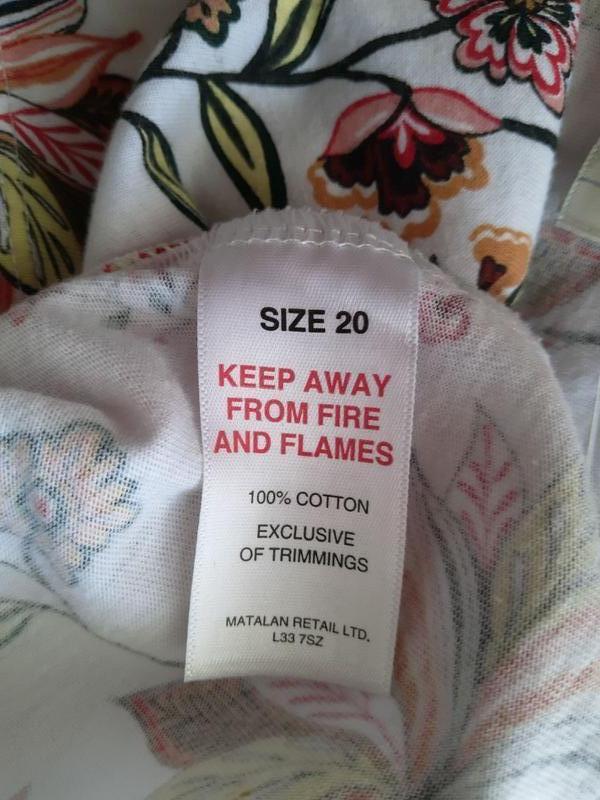 SIZE 20
KEEP AWAY
FROM FIRE
AND FLAMES
100% COTTON
EXCLUSIVE
OF TRIMMINGS
MATALAN RETAIL LTD.
L33 7SZ